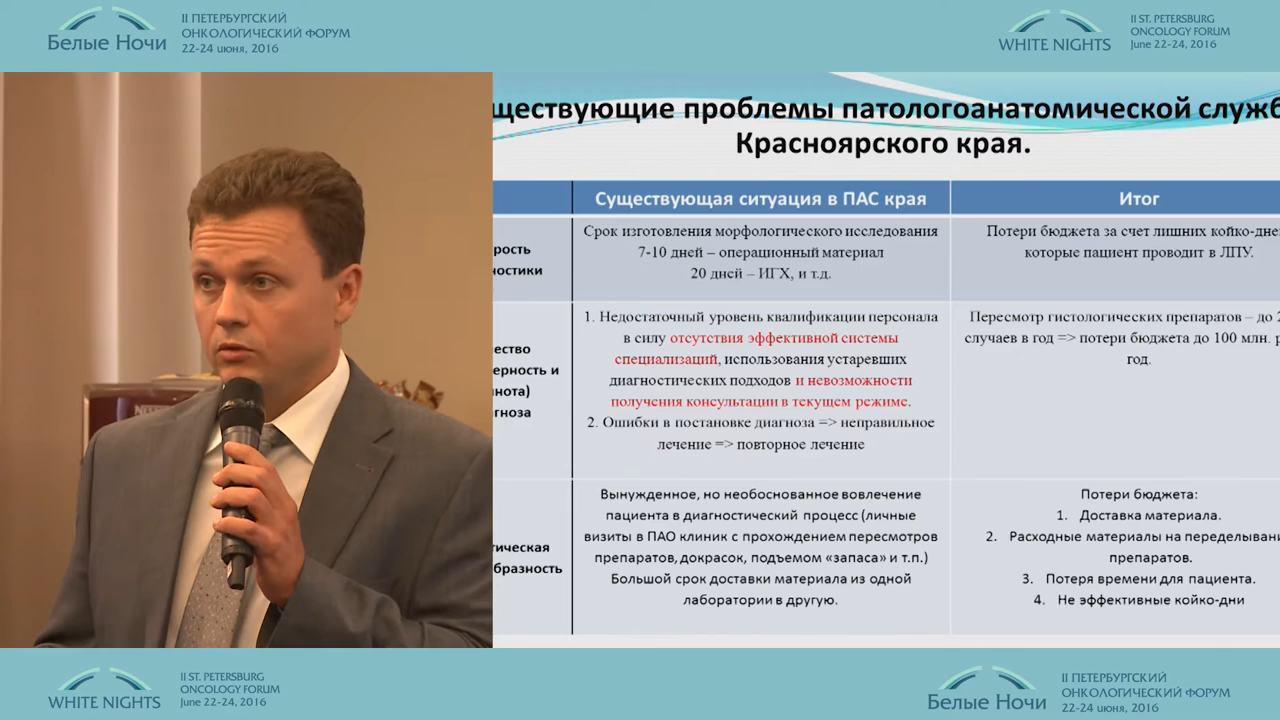 Белые Ночи
II ПЕТЕРБУРГСКИЙ
ОНКОЛОГИЧЕСКИЙ ФОРУМ
22-24 июня, 2016
WHITE NIGHTS
II ST. PETERSBURG
ONCOLOGY FORUM
June 22-24, 2016
ществующие проблемы патологоанатомической служб
Красноярского края.
Существующая ситуация в ПАС края
Итог
рость
ностики
Срок изготовления морфологического исследования
7-10 дней – операционный материал
20 дней – ИГХ, и т.д.
Потери бюджета за счет лишних койко-дне
которые пациент проводит в ЛПУ.
ество
ерность и
нота)
гноза
1. Недостаточный уровень квалификации персонала
в силу отсутствия эффективной системы
специализаций, использования устаревших
диагностических подходов и невозможности
получения консультации в текущем режиме.
2. Ошибки в постановке диагноза => неправильное
лечение => повторное лечение
Пересмотр гистологических препаратов – до 2
случаев в год => потери бюджета до 100 млн. р
год.
тическая
бразность
Вынужденное, но необоснованное вовлечение
пациента в диагностический процесс (личные
визиты в ПАО клиник с прохождением пересмотров
препаратов, докрасок, подъемом «запаса» и т.п.)
Большой срок доставки материала из одной
лаборатории в другую.
Потери бюджета:
1. Доставка материала.
2. Расходные материалы на переделывани
препаратов.
3. Потеря времени для пациента.
4. Не эффективные койко-дни
WHITE NIGHTS
II ST. PETERSBURG
ONCOLOGY FORUM
June 22-24, 2016
Белые Ночи
II ПЕТЕРБУРГСКИЙ
ОНКОЛОГИЧЕСКИЙ ФОРУМ
22-24 июня, 2016